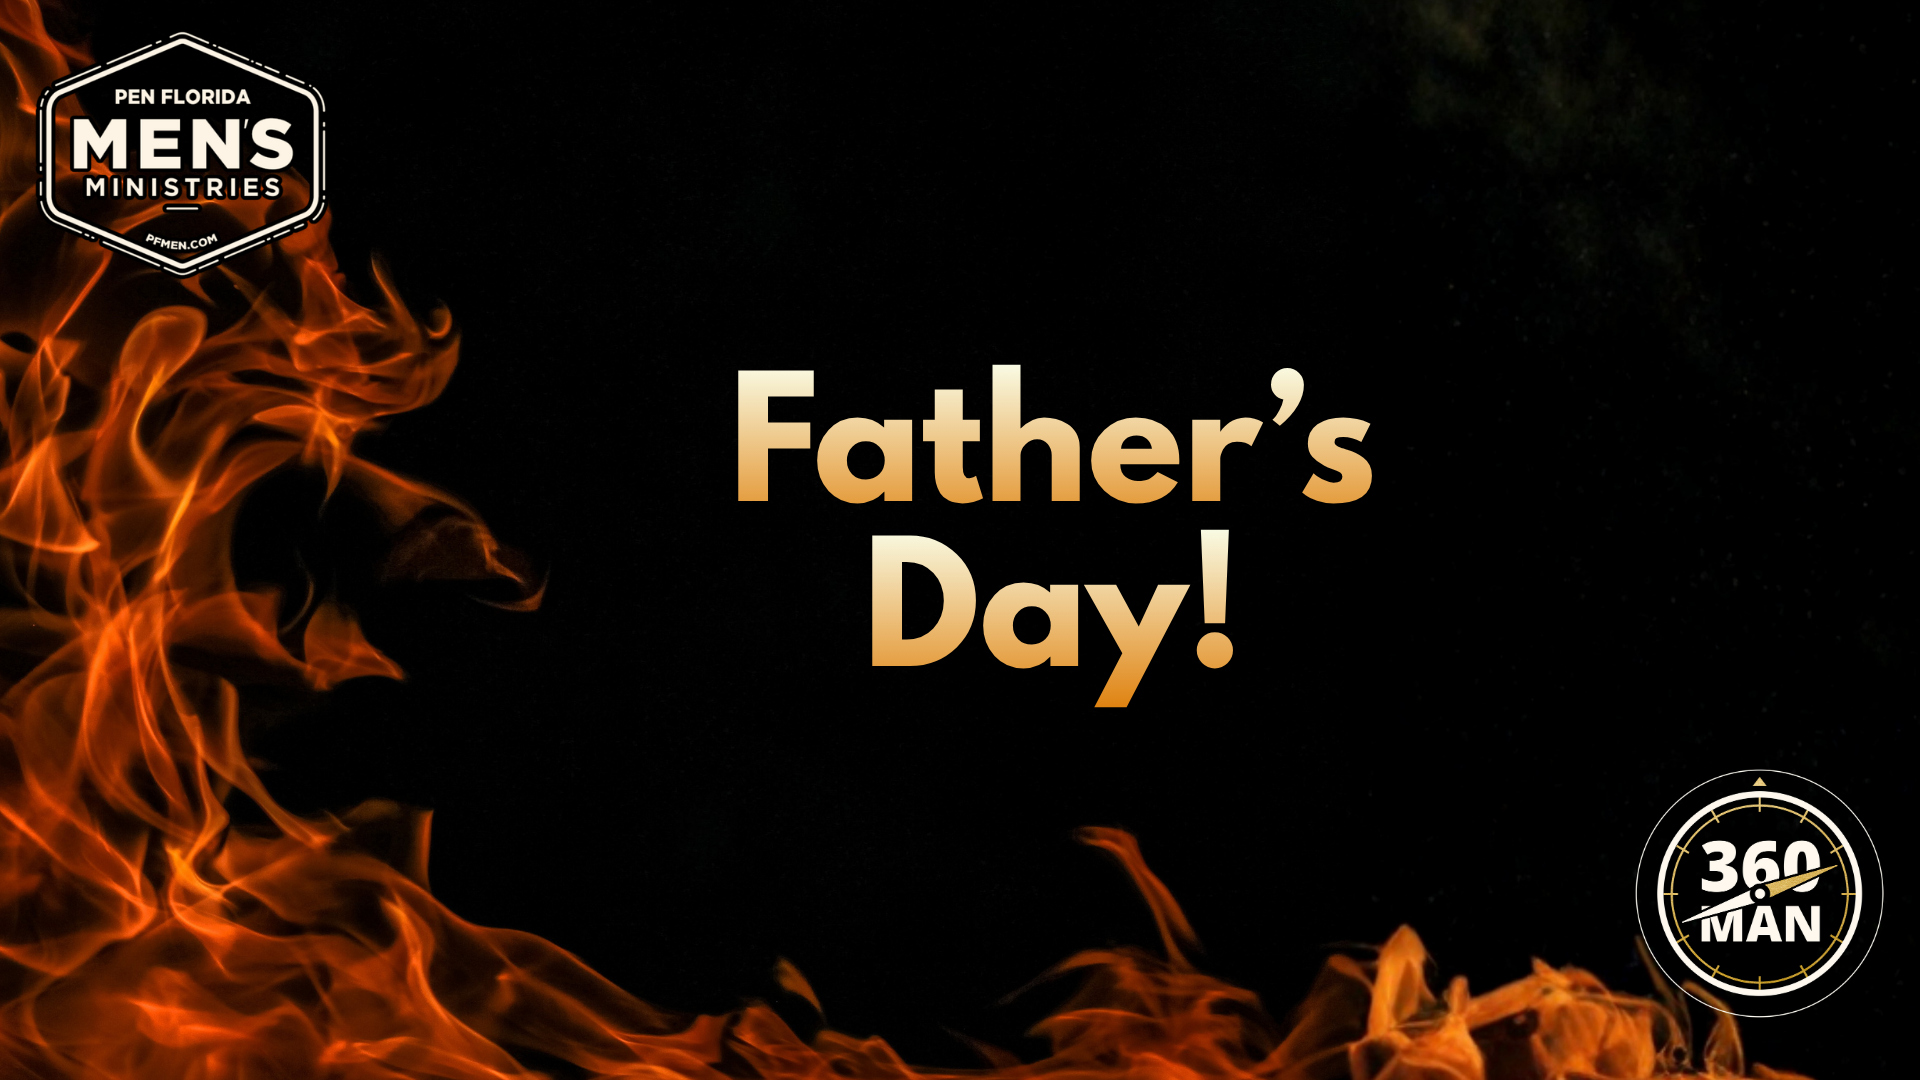 PEN FLORIDA
MEN'S
MINISTRIES
PFMEN.COM
Father’s
Day!
360
MAN